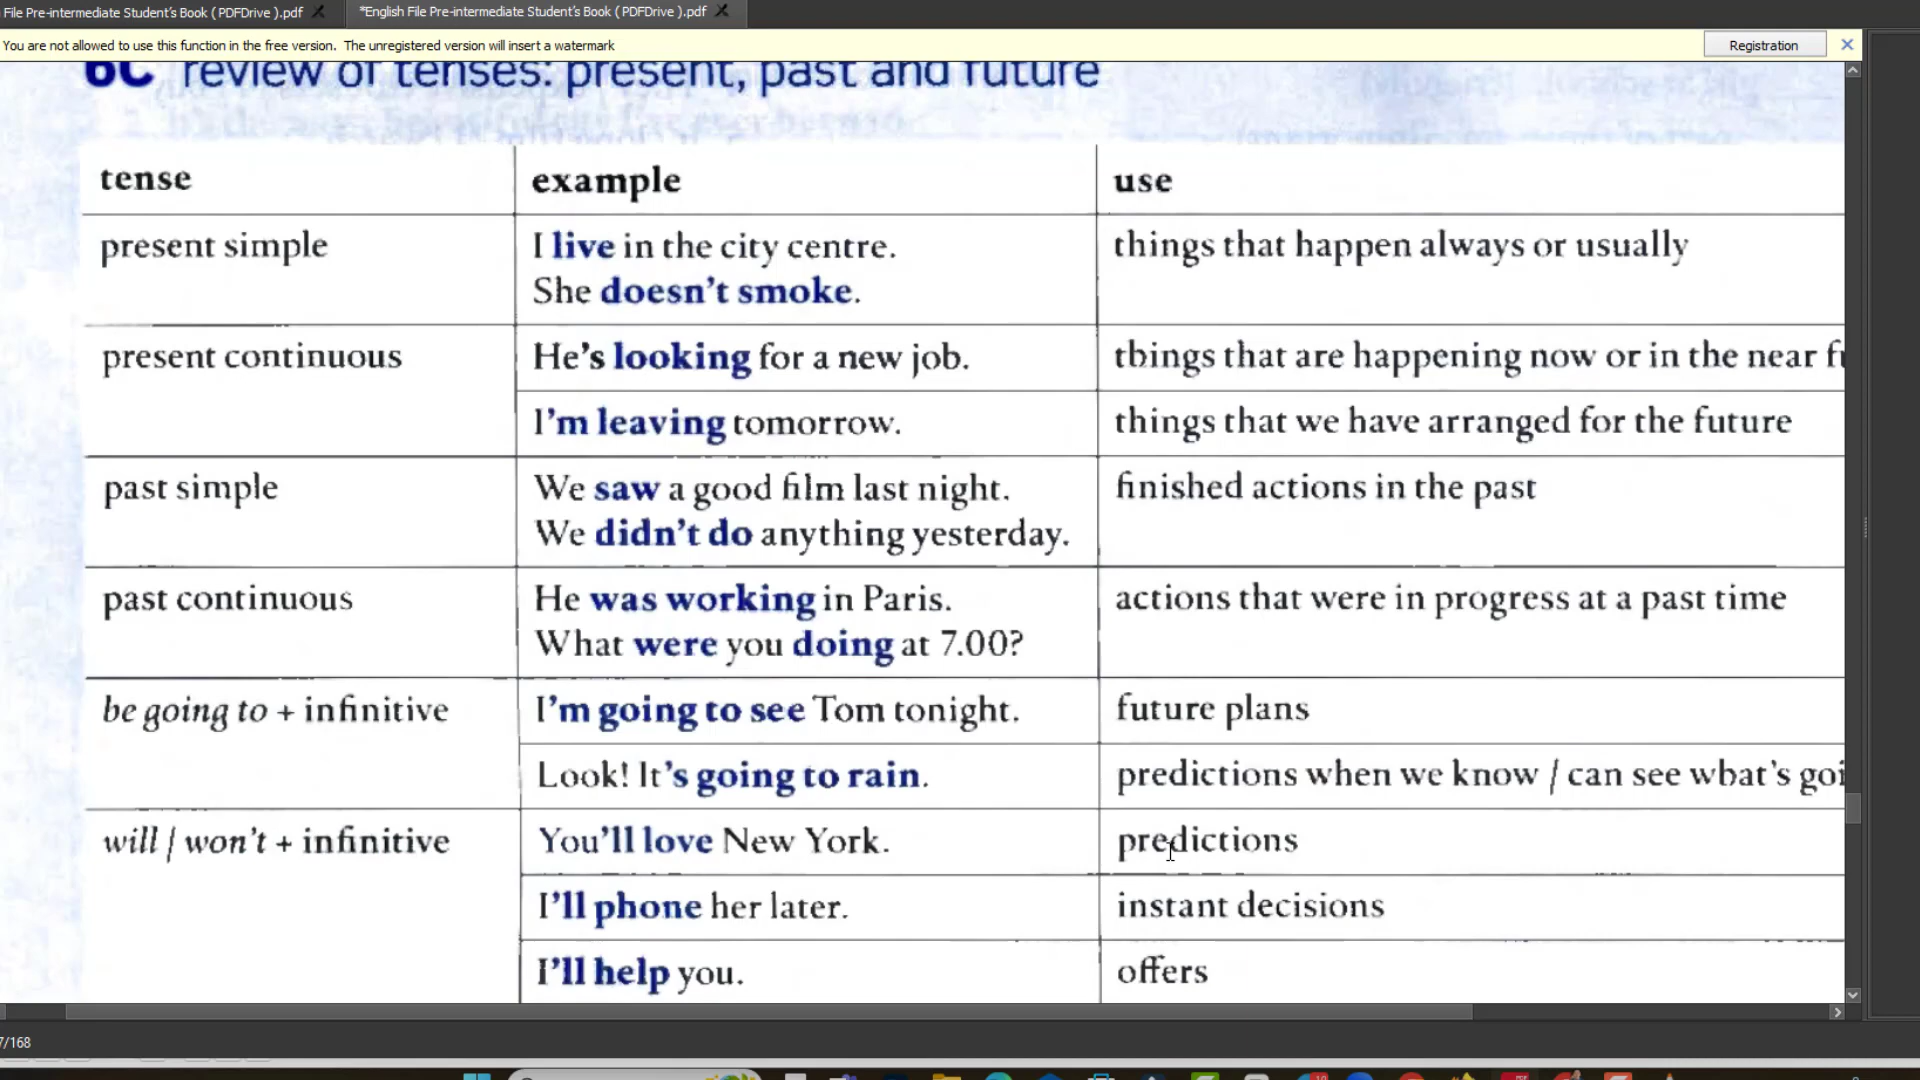 File Pre-intermediate Student's Book ( PDFDrive ).pdf
*English File Pre-intermediate Student's Book ( PDFDrive ).pdf
You are not allowed to use this function in the free version. The unregistered version will insert a watermark
Registration
6C review of tenses: present, past and future
tense example use
present simple I live in the city centre. things that happen always or usually
She doesn't smoke.
present continuous He's looking for a new job. things that are happening now or in the near
I'm leaving tomorrow. things that we have arranged for the future
past simple We saw a good film last night. finished actions in the past
We didn't do anything yesterday.
past continuous He was working in Paris. actions that were in progress at a past time
What were you doing at 7.00?
be going to + infinitive I'm going to see Tom tonight. future plans
Look! It's going to rain. predictions when we know / can see what's goi
will / won't + infinitive You'll love New York. predictions
I'll phone her later. instant decisions
I'll help you. offers
7/168